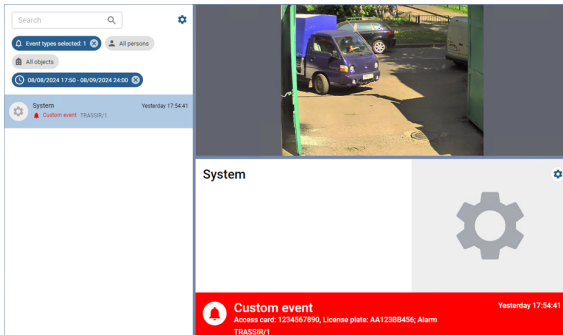 Search
Event types selected: 1
All persons
All objects
08/08/2024 17:50 - 08/09/2024 24:00
System
Yesterday 17:54:41
Custom event TRASSIR/1
System
Custom event
Yesterday 17:54:41
Access card: 1234567890, License plate: AA123BB456; Alarm
TRASSIR/1